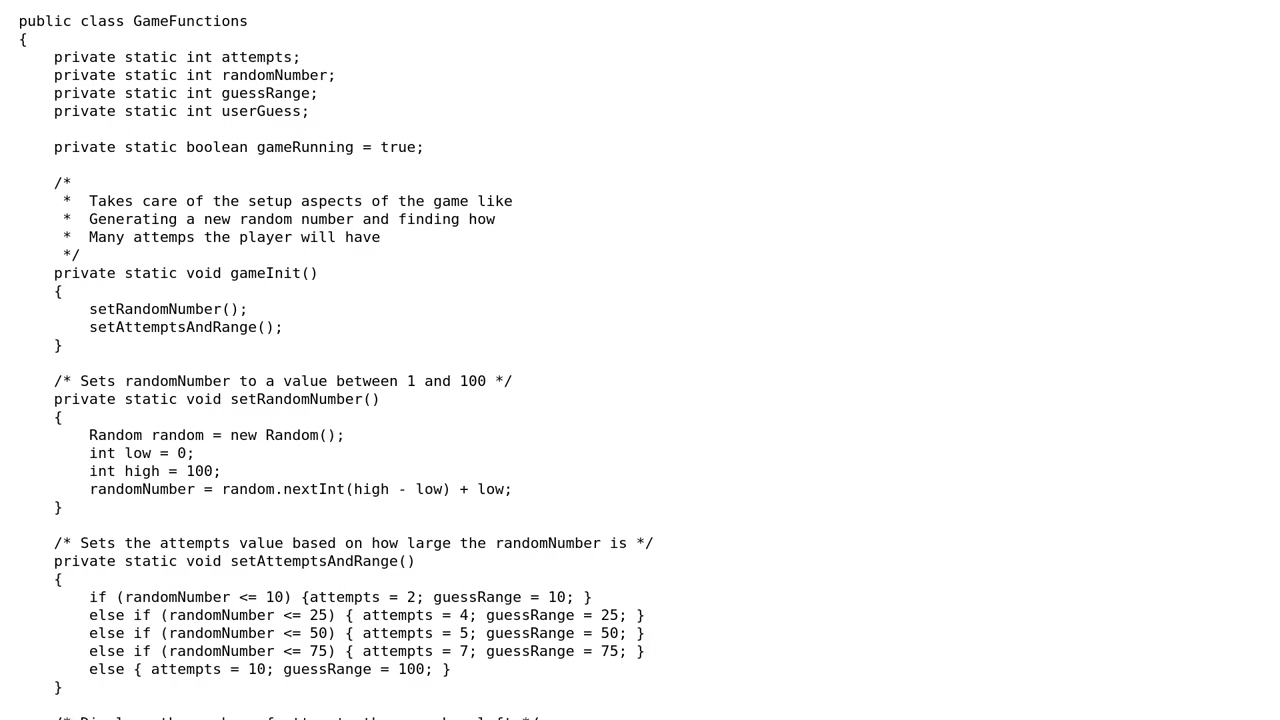 public class GameFunctions
{
    private static int attempts;
    private static int randomNumber;
    private static int guessRange;
    private static int userGuess;

    private static boolean gameRunning = true;

    /*
     *  Takes care of the setup aspects of the game like
     *  Generating a new random number and finding how
     *  Many attemps the player will have
     */
    private static void gameInit()
    {
        setRandomNumber();
        setAttemptsAndRange();
    }

    /* Sets randomNumber to a value between 1 and 100 */
    private static void setRandomNumber()
    {
        Random random = new Random();
        int low = 0;
        int high = 100;
        randomNumber = random.nextInt(high - low) + low;
    }

    /* Sets the attempts value based on how large the randomNumber is */
    private static void setAttemptsAndRange()
    {
        if (randomNumber <= 10) {attempts = 2; guessRange = 10; }
        else if (randomNumber <= 25) { attempts = 4; guessRange = 25; }
        else if (randomNumber <= 50) { attempts = 5; guessRange = 50; }
        else if (randomNumber <= 75) { attempts = 7; guessRange = 75; }
        else { attempts = 10; guessRange = 100; }
    }